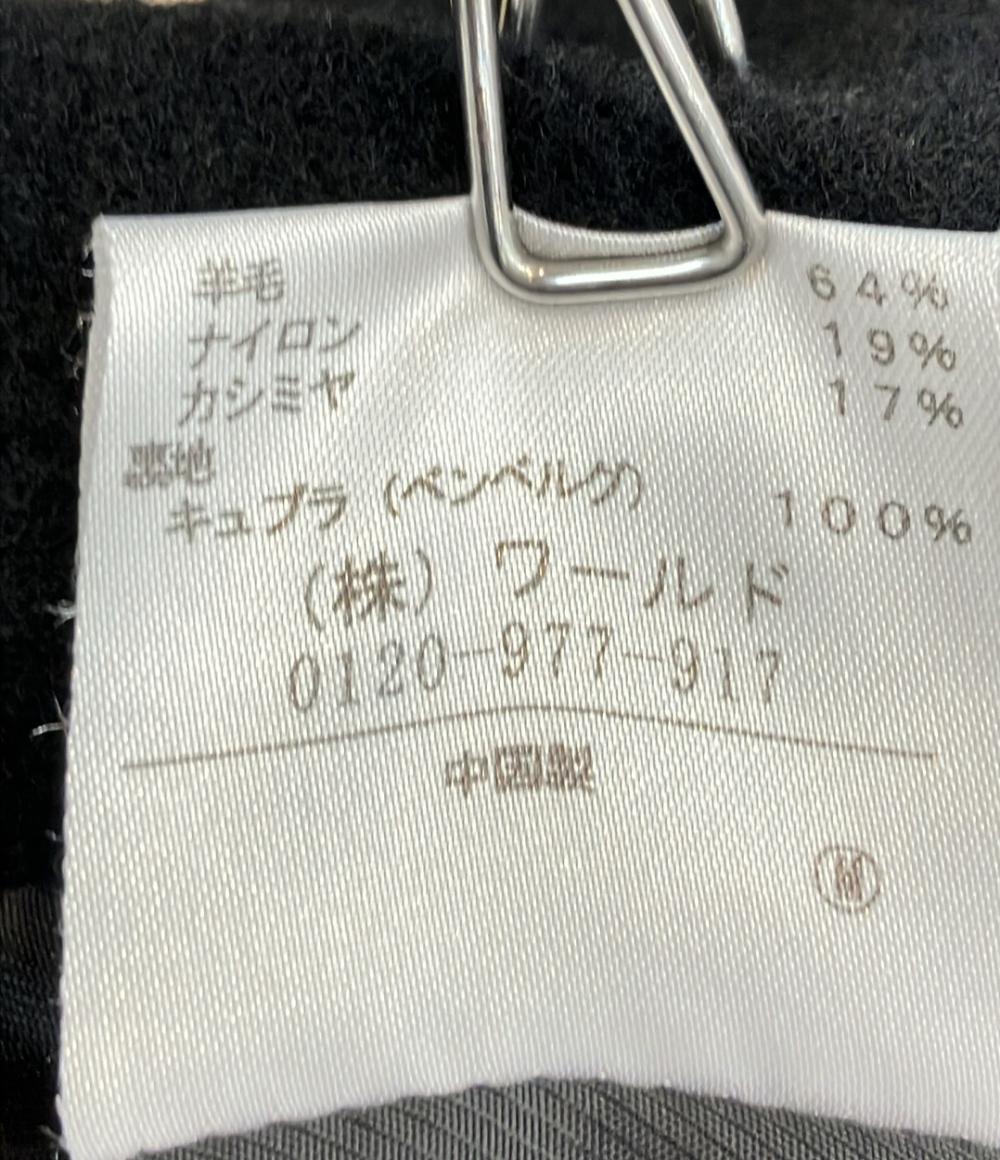 羊毛 64%
ナイロン 19%
カシミヤ 17%
裏地
キュプラ (ベンベルグ) 100%
(株) ワールド
0120-977-917
中国製